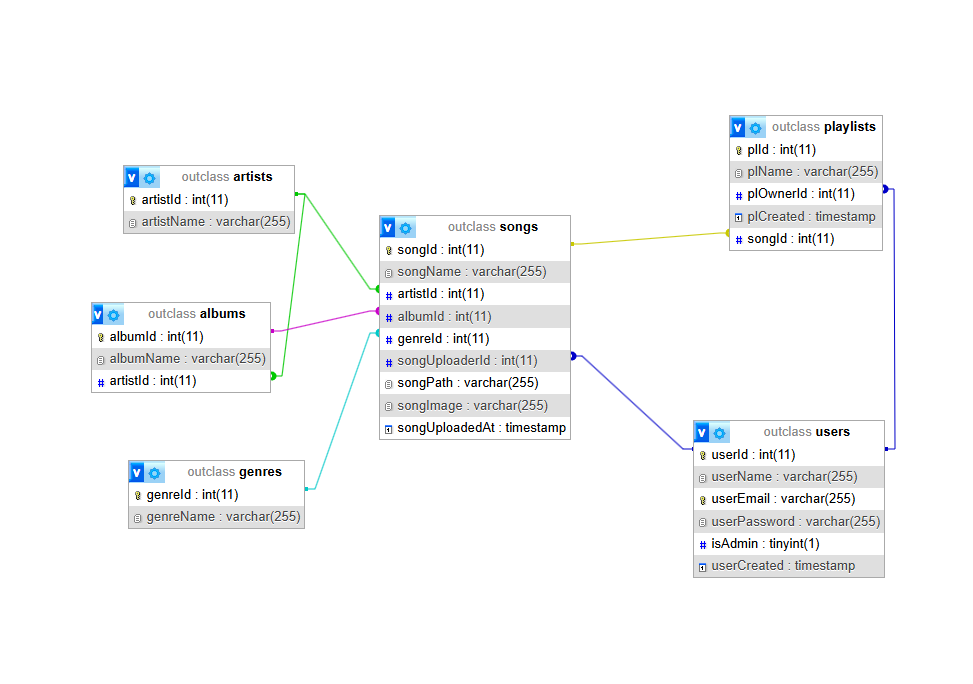 v outclass artists
artistId : int(11)
artistName : varchar(255)
v outclass albums
albumId : int(11)
albumName : varchar(255)
# artistId : int(11)
v outclass genres
genreId : int(11)
genreName : varchar(255)
v outclass songs
songId : int(11)
songName : varchar(255)
# artistId : int(11)
# albumId : int(11)
# genreId : int(11)
# songUploaderId : int(11)
songPath : varchar(255)
songImage : varchar(255)
songUploadedAt : timestamp
v outclass playlists
plId : int(11)
plName : varchar(255)
# plOwnerId : int(11)
plCreated : timestamp
# songId : int(11)
v outclass users
userId : int(11)
userName : varchar(255)
userEmail : varchar(255)
userPassword : varchar(255)
# isAdmin : tinyint(1)
userCreated : timestamp